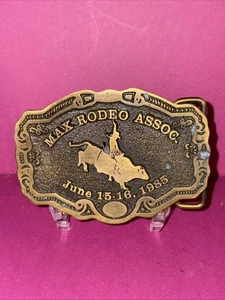 MAX RODEO ASSOC.
June 15-16, 1985